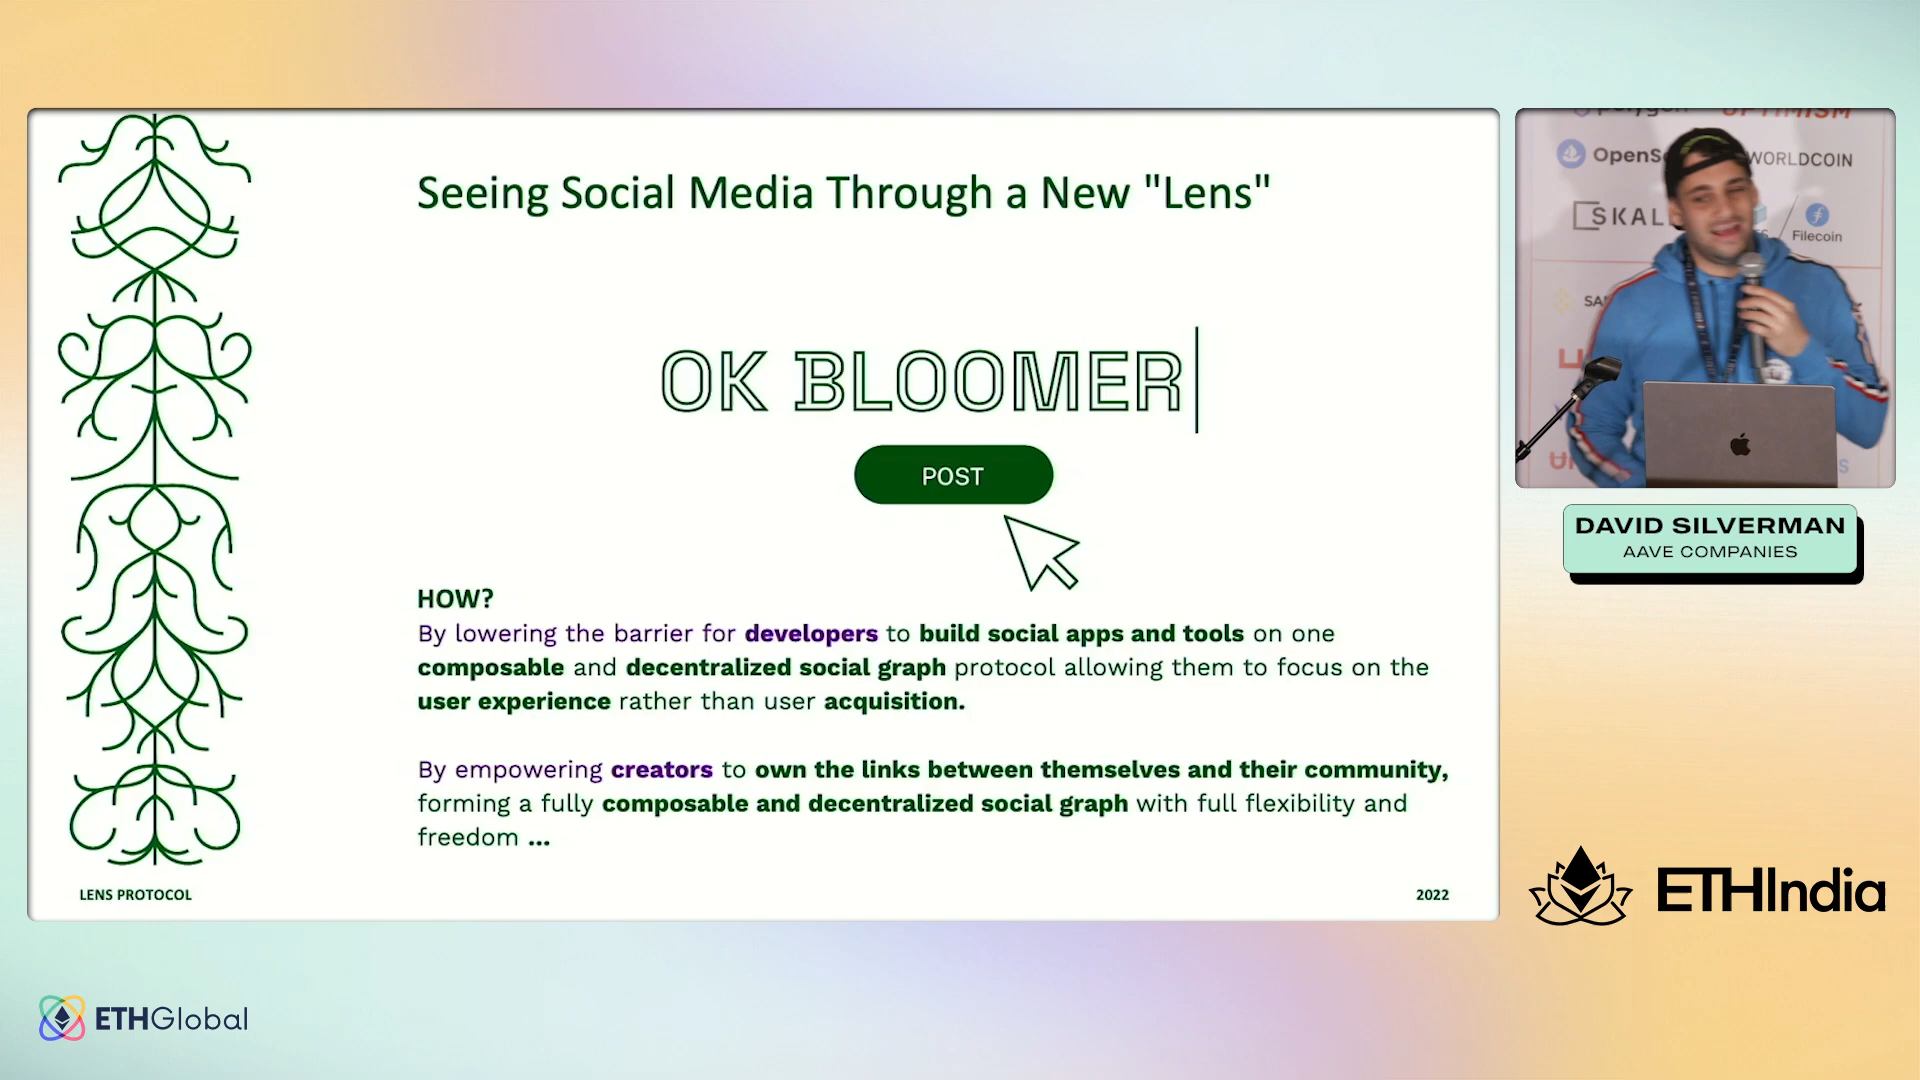 Seeing Social Media Through a New "Lens"
OK BLOOMER
POST
HOW?
By lowering the barrier for developers to build social apps and tools on one
composable and decentralized social graph protocol allowing them to focus on the
user experience rather than user acquisition.
By empowering creators to own the links between themselves and their community,
forming a fully composable and decentralized social graph with full flexibility and
freedom ...
LENS PROTOCOL
2022
polygon
OPTIMISM
OpenS
WORLDCOIN
SKAL
Filecoin
SA
DAVID SILVERMAN
AAVE COMPANIES
ETHIndia
ETHGlobal